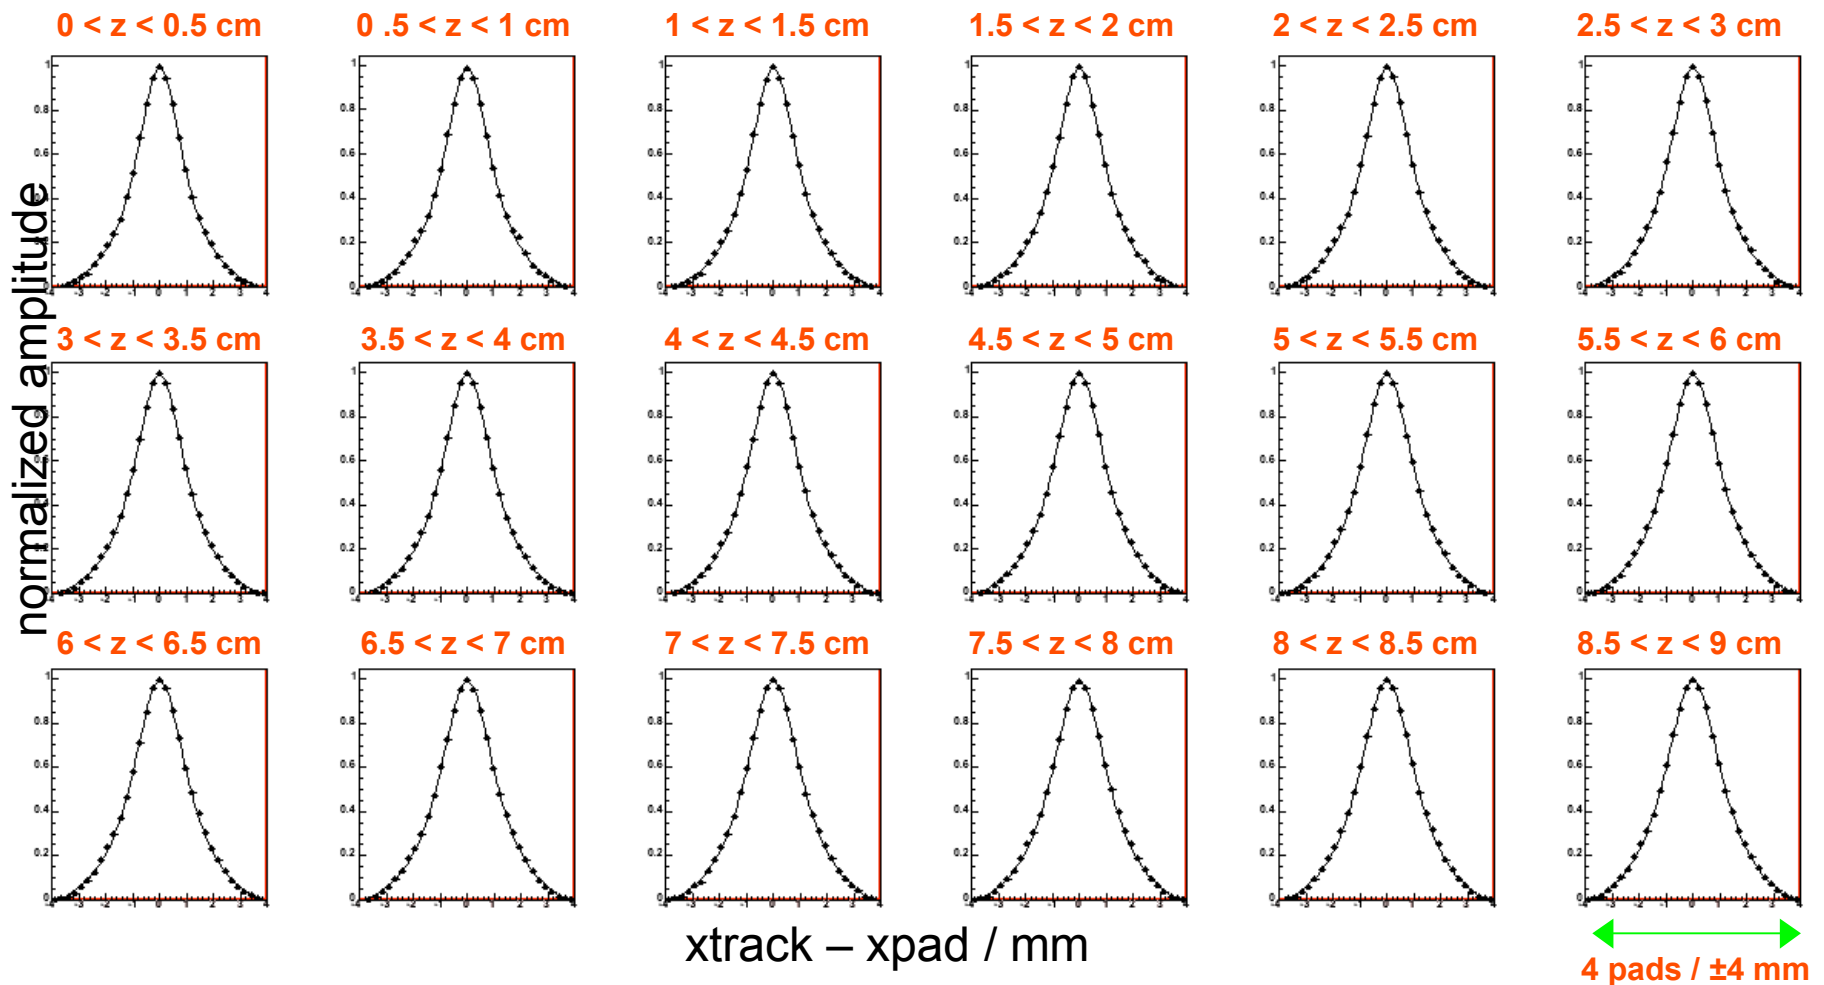 0 < z < 0.5 cm
0 .5 < z < 1 cm
1 < z < 1.5 cm
1.5 < z < 2 cm
2 < z < 2.5 cm
2.5 < z < 3 cm
3 < z < 3.5 cm
3.5 < z < 4 cm
4 < z < 4.5 cm
4.5 < z < 5 cm
5 < z < 5.5 cm
5.5 < z < 6 cm
6 < z < 6.5 cm
6.5 < z < 7 cm
7 < z < 7.5 cm
7.5 < z < 8 cm
8 < z < 8.5 cm
8.5 < z < 9 cm
normalized amplitude
xtrack – xpad / mm
4 pads / ±4 mm